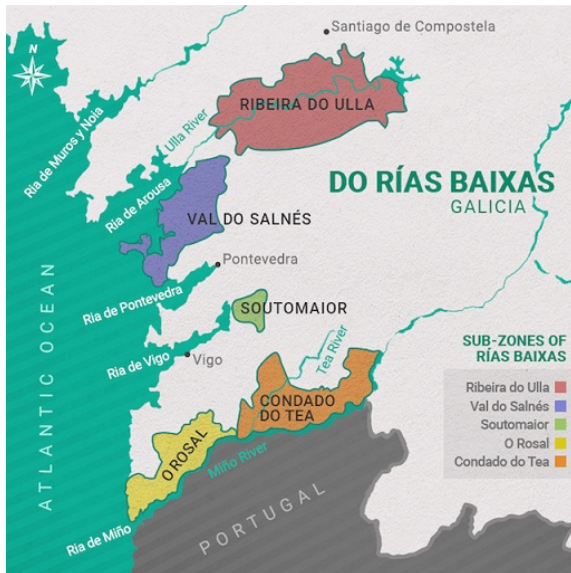 Santiago de Compostela
N
RIBEIRA DO ULLA
Ria de Muros y Noia
Ulla River
DO RÍAS BAIXAS
GALICIA
Ria de Arousa
VAL DO SALNÉS
Pontevedra
Ria de Pontevedra
SOUTOMAIOR
ATLANTIC OCEAN
Ria de Vigo
Vigo
Tea River
SUB-ZONES OF
RÍAS BAIXAS
Ribeira do Ulla
Val do Salnés
Soutomaior
O Rosal
Condado do Tea
CONDADO
DO TEA
O ROSAL
Miño River
Ria de Miño
PORTUGAL